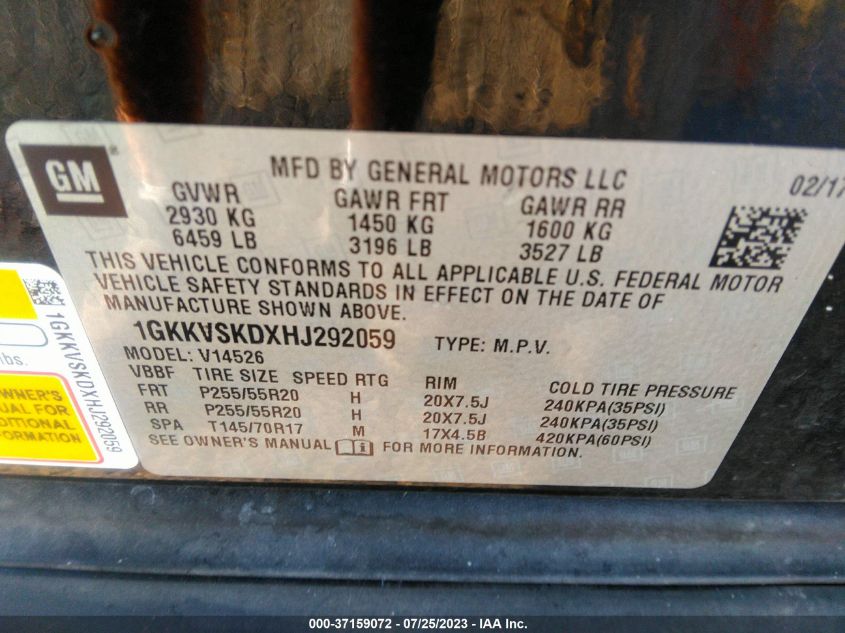 GM
MFD BY GENERAL MOTORS LLC
02/17
GVWR GAWR FRT GAWR RR
2930 KG 1450 KG 1600 KG
6459 LB 3196 LB 3527 LB
THIS VEHICLE CONFORMS TO ALL APPLICABLE U.S. FEDERAL MOTOR
VEHICLE SAFETY STANDARDS IN EFFECT ON THE DATE OF
MANUFACTURE SHOWN ABOVE.
1GKKVSKDXHJ292059 TYPE: M.P.V.
MODEL: V14526
VBBF TIRE SIZE SPEED RTG RIM COLD TIRE PRESSURE
FRT P255/55R20 H 20X7.5J 240KPA(35PSI)
RR P255/55R20 H 20X7.5J 240KPA(35PSI)
SPA T145/70R17 M 17X4.5B 420KPA(60PSI)
SEE OWNER'S MANUAL FOR MORE INFORMATION.
1GKKVSKDXHJ292059
lbs.
OWNER'S
FOR
000-37159072 / 07/25/2023 © IAA Inc.